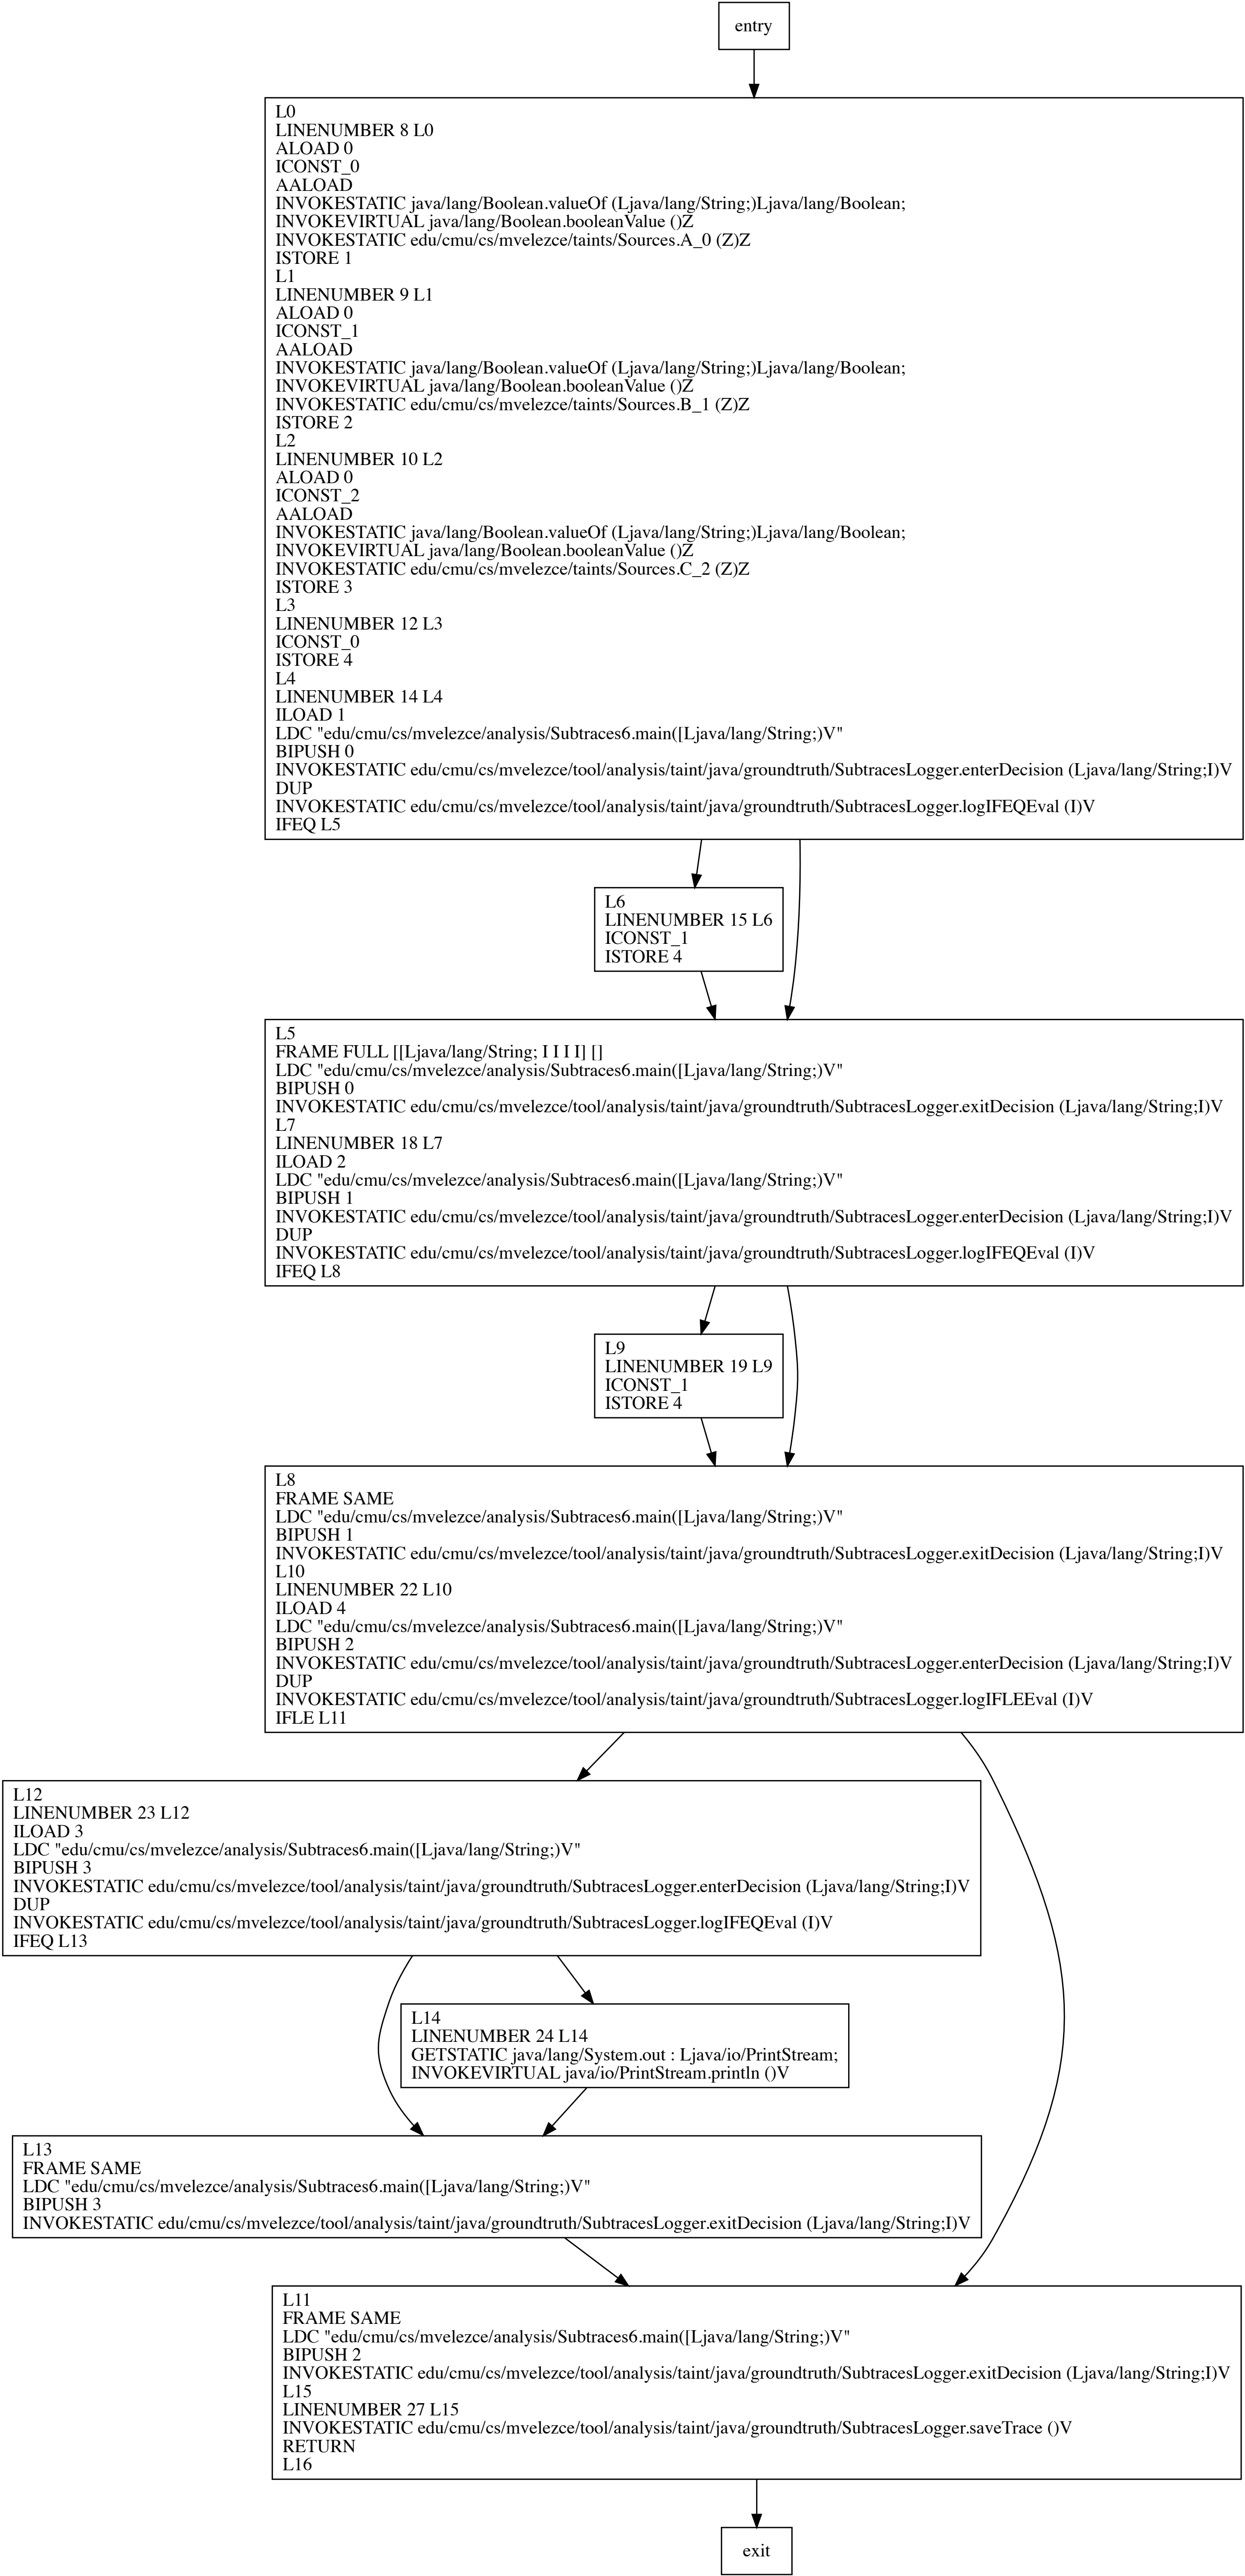 entry
L0
LINENUMBER 8 L0
ALOAD 0
ICONST_0
AALOAD
INVOKESTATIC java/lang/Boolean.valueOf (Ljava/lang/String;)Ljava/lang/Boolean;
INVOKEVIRTUAL java/lang/Boolean.booleanValue ()Z
INVOKESTATIC edu/cmu/cs/mvelezce/taints/Sources.A_0 (Z)Z
ISTORE 1
L1
LINENUMBER 9 L1
ALOAD 0
ICONST_1
AALOAD
INVOKESTATIC java/lang/Boolean.valueOf (Ljava/lang/String;)Ljava/lang/Boolean;
INVOKEVIRTUAL java/lang/Boolean.booleanValue ()Z
INVOKESTATIC edu/cmu/cs/mvelezce/taints/Sources.B_1 (Z)Z
ISTORE 2
L2
LINENUMBER 10 L2
ALOAD 0
ICONST_2
AALOAD
INVOKESTATIC java/lang/Boolean.valueOf (Ljava/lang/String;)Ljava/lang/Boolean;
INVOKEVIRTUAL java/lang/Boolean.booleanValue ()Z
INVOKESTATIC edu/cmu/cs/mvelezce/taints/Sources.C_2 (Z)Z
ISTORE 3
L3
LINENUMBER 12 L3
ICONST_0
ISTORE 4
L4
LINENUMBER 14 L4
ILOAD 1
LDC "edu/cmu/cs/mvelezce/analysis/Subtraces6.main([Ljava/lang/String;)V"
BIPUSH 0
INVOKESTATIC edu/cmu/cs/mvelezce/tool/analysis/taint/java/groundtruth/SubtracesLogger.enterDecision (Ljava/lang/String;I)V
DUP
INVOKESTATIC edu/cmu/cs/mvelezce/tool/analysis/taint/java/groundtruth/SubtracesLogger.logIFEQEval (I)V
IFEQ L5
L6
LINENUMBER 15 L6
ICONST_1
ISTORE 4
L5
FRAME FULL [[Ljava/lang/String; I I I I] []
LDC "edu/cmu/cs/mvelezce/analysis/Subtraces6.main([Ljava/lang/String;)V"
BIPUSH 0
INVOKESTATIC edu/cmu/cs/mvelezce/tool/analysis/taint/java/groundtruth/SubtracesLogger.exitDecision (Ljava/lang/String;I)V
L7
LINENUMBER 18 L7
ILOAD 2
LDC "edu/cmu/cs/mvelezce/analysis/Subtraces6.main([Ljava/lang/String;)V"
BIPUSH 1
INVOKESTATIC edu/cmu/cs/mvelezce/tool/analysis/taint/java/groundtruth/SubtracesLogger.enterDecision (Ljava/lang/String;I)V
DUP
INVOKESTATIC edu/cmu/cs/mvelezce/tool/analysis/taint/java/groundtruth/SubtracesLogger.logIFEQEval (I)V
IFEQ L8
L9
LINENUMBER 19 L9
ICONST_1
ISTORE 4
L8
FRAME SAME
LDC "edu/cmu/cs/mvelezce/analysis/Subtraces6.main([Ljava/lang/String;)V"
BIPUSH 1
INVOKESTATIC edu/cmu/cs/mvelezce/tool/analysis/taint/java/groundtruth/SubtracesLogger.exitDecision (Ljava/lang/String;I)V
L10
LINENUMBER 22 L10
ILOAD 4
LDC "edu/cmu/cs/mvelezce/analysis/Subtraces6.main([Ljava/lang/String;)V"
BIPUSH 2
INVOKESTATIC edu/cmu/cs/mvelezce/tool/analysis/taint/java/groundtruth/SubtracesLogger.enterDecision (Ljava/lang/String;I)V
DUP
INVOKESTATIC edu/cmu/cs/mvelezce/tool/analysis/taint/java/groundtruth/SubtracesLogger.logIFLEEval (I)V
IFLE L11
L12
LINENUMBER 23 L12
ILOAD 3
LDC "edu/cmu/cs/mvelezce/analysis/Subtraces6.main([Ljava/lang/String;)V"
BIPUSH 3
INVOKESTATIC edu/cmu/cs/mvelezce/tool/analysis/taint/java/groundtruth/SubtracesLogger.enterDecision (Ljava/lang/String;I)V
DUP
INVOKESTATIC edu/cmu/cs/mvelezce/tool/analysis/taint/java/groundtruth/SubtracesLogger.logIFEQEval (I)V
IFEQ L13
L14
LINENUMBER 24 L14
GETSTATIC java/lang/System.out : Ljava/io/PrintStream;
INVOKEVIRTUAL java/io/PrintStream.println ()V
L13
FRAME SAME
LDC "edu/cmu/cs/mvelezce/analysis/Subtraces6.main([Ljava/lang/String;)V"
BIPUSH 3
INVOKESTATIC edu/cmu/cs/mvelezce/tool/analysis/taint/java/groundtruth/SubtracesLogger.exitDecision (Ljava/lang/String;I)V
L11
FRAME SAME
LDC "edu/cmu/cs/mvelezce/analysis/Subtraces6.main([Ljava/lang/String;)V"
BIPUSH 2
INVOKESTATIC edu/cmu/cs/mvelezce/tool/analysis/taint/java/groundtruth/SubtracesLogger.exitDecision (Ljava/lang/String;I)V
L15
LINENUMBER 27 L15
INVOKESTATIC edu/cmu/cs/mvelezce/tool/analysis/taint/java/groundtruth/SubtracesLogger.saveTrace ()V
RETURN
L16
exit